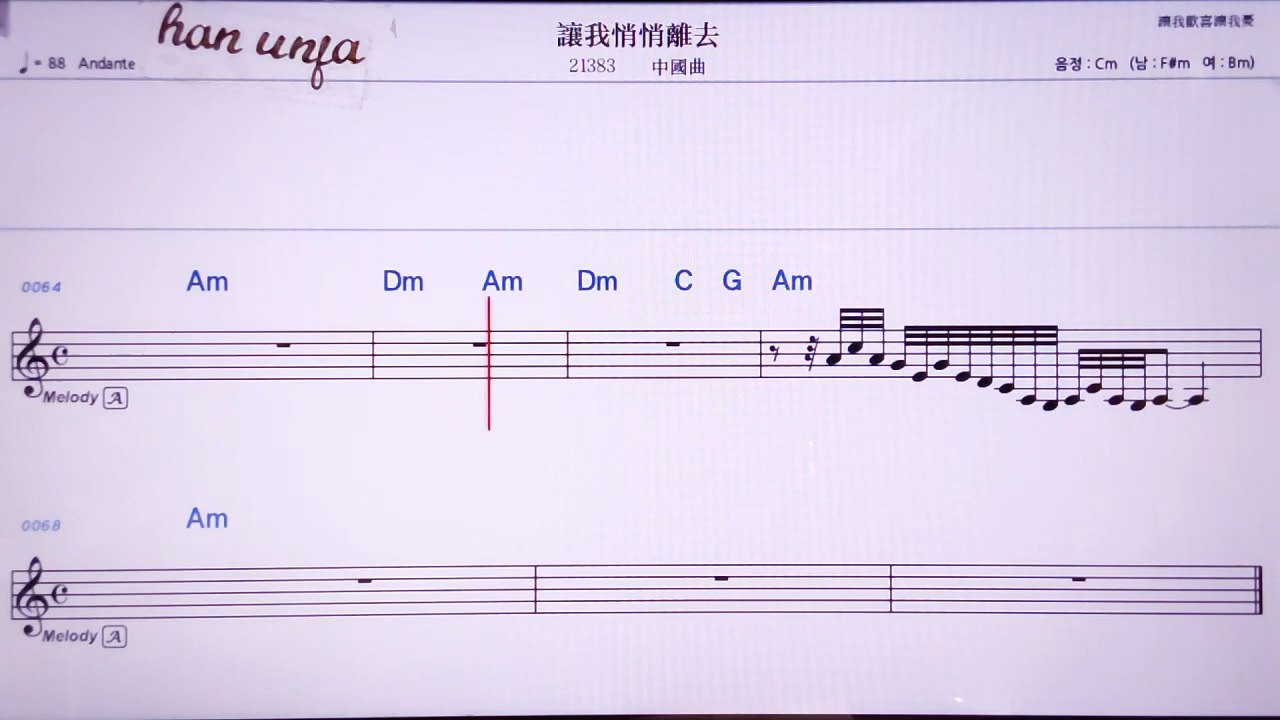 han unfa
讓我悄悄離去
讓我歡喜讓我憂
♩= 88 Andante
21383 中國曲
음정 : Cm (남 : F#m 여 : Bm)
0064 Am Dm Am Dm C G Am
Melody A
0068 Am
Melody A